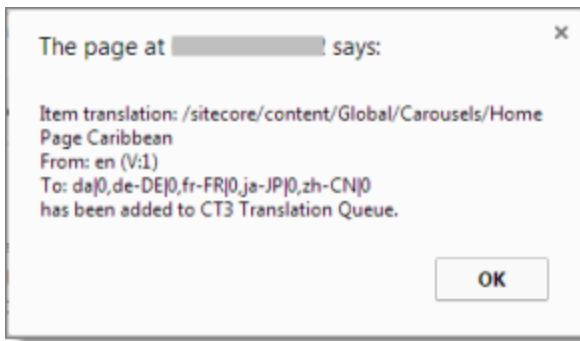 The page at says:
Item translation: /sitecore/content/Global/Carousels/Home
Page Caribbean
From: en (V:1)
To: da|0,de-DE|0,fr-FR|0,ja-JP|0,zh-CN|0
has been added to CT3 Translation Queue.
OK